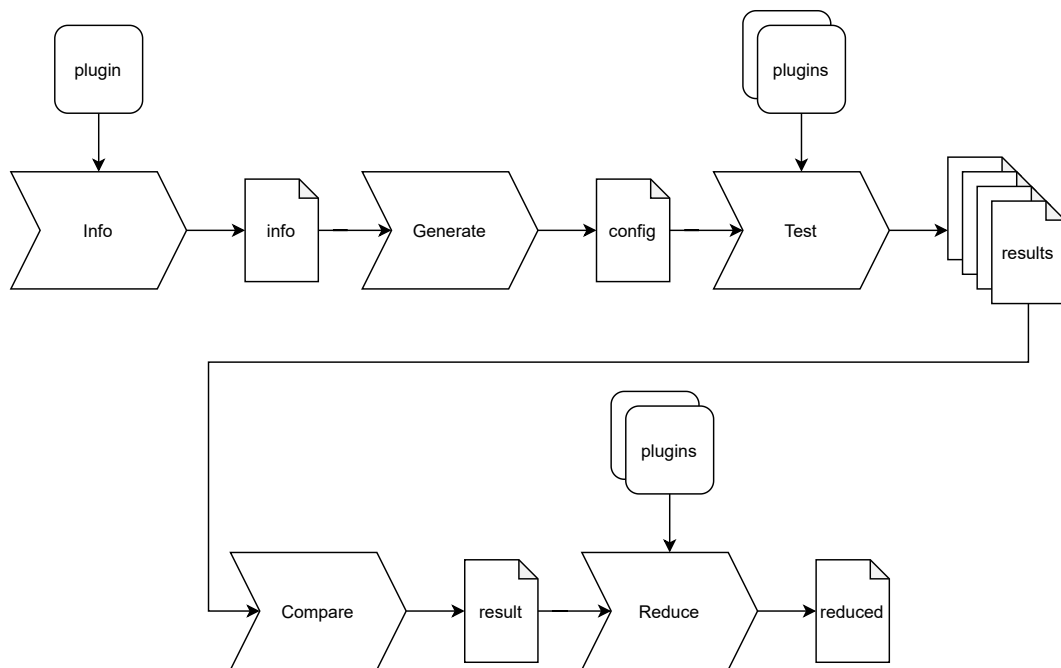 plugin
plugins
Info
info
Generate
config
Test
results
plugins
Compare
result
Reduce
reduced